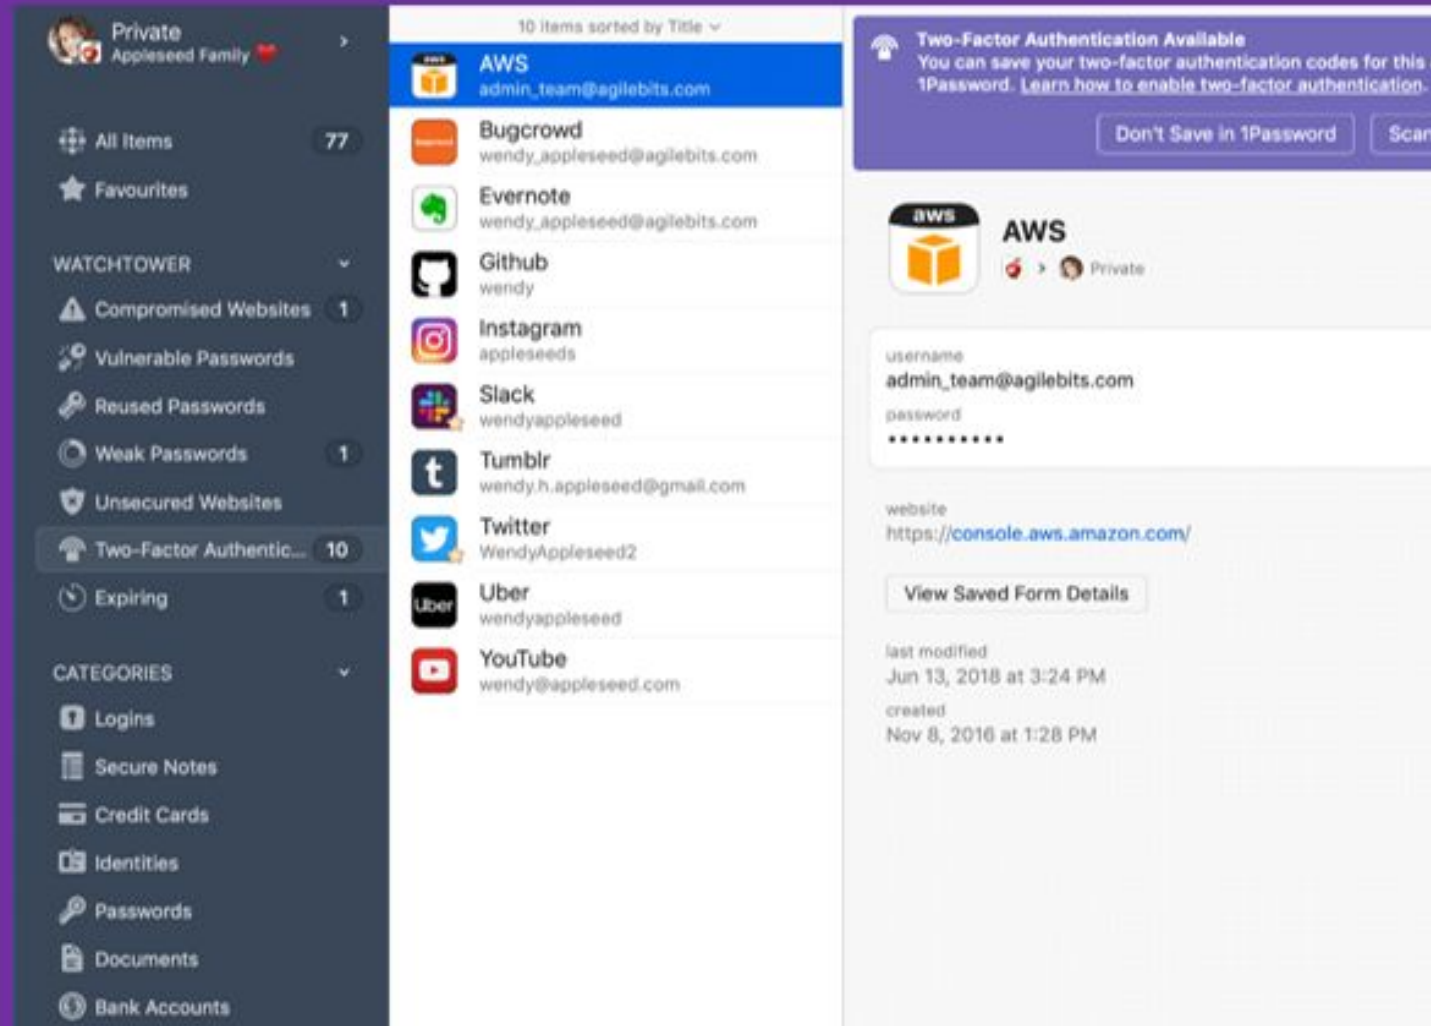 Private
Appleseed Family
All Items 77
Favourites
WATCHTOWER
Compromised Websites 1
Vulnerable Passwords
Reused Passwords
Weak Passwords 1
Unsecured Websites
Two-Factor Authentic... 10
Expiring 1
CATEGORIES
Logins
Secure Notes
Credit Cards
Identities
Passwords
Documents
Bank Accounts
10 items sorted by Title
AWS
admin_team@agilebits.com
Bugcrowd
wendy_appleseed@agilebits.com
Evernote
wendy_appleseed@agilebits.com
Github
wendy
Instagram
appleseeds
Slack
wendyappleseed
Tumblr
wendy.h.appleseed@gmail.com
Twitter
WendyAppleseed2
Uber
Uber
wendyappleseed
YouTube
wendy@appleseed.com
Two-Factor Authentication Available
You can save your two-factor authentication codes for this
1Password. Learn how to enable two-factor authentication.
Don't Save in 1Password
Scan
aws
AWS
Private
username
admin_team@agilebits.com
password
••••••••••
website
https://console.aws.amazon.com/
View Saved Form Details
last modified
Jun 13, 2018 at 3:24 PM
created
Nov 8, 2016 at 1:28 PM